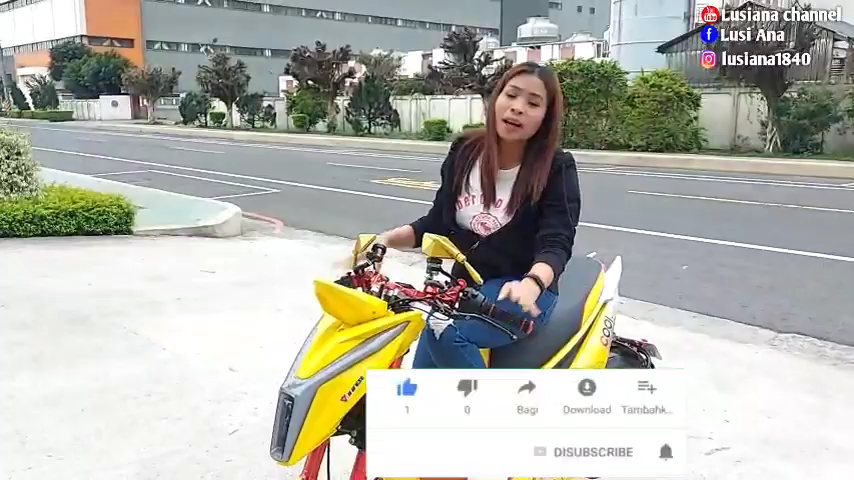 Lusiana channel
Lusi Ana
lusiana1840
COOL
1
0
Bagi
Download
Tambahk...
DISUBSCRIBE